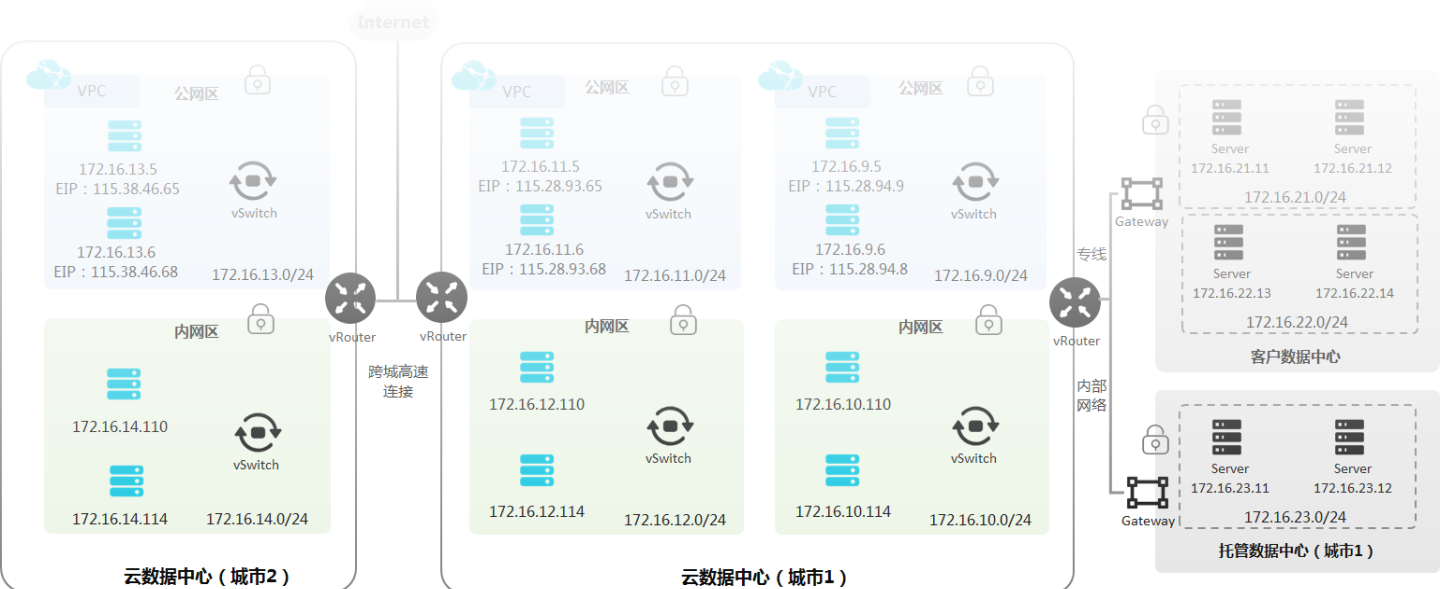 Internet
VPC
公网区
172.16.13.5
EIP：115.38.46.65
vSwitch
172.16.13.6
EIP：115.38.46.68
172.16.13.0/24
内网区
172.16.14.110
vSwitch
172.16.14.114
172.16.14.0/24
云数据中心（城市2）
vRouter
vRouter
跨城高速
连接
VPC
公网区
172.16.11.5
EIP：115.28.93.65
vSwitch
172.16.11.6
EIP：115.28.93.68
172.16.11.0/24
内网区
172.16.12.110
vSwitch
172.16.12.114
172.16.12.0/24
VPC
公网区
172.16.9.5
EIP：115.28.94.9
vSwitch
172.16.9.6
EIP：115.28.94.8
172.16.9.0/24
内网区
172.16.10.110
vSwitch
172.16.10.114
172.16.10.0/24
云数据中心（城市1）
vRouter
专线
内部
网络
Gateway
Server
Server
172.16.21.11
172.16.21.12
172.16.21.0/24
Server
Server
172.16.22.13
172.16.22.14
172.16.22.0/24
客户数据中心
Gateway
Server
Server
172.16.23.11
172.16.23.12
172.16.23.0/24
托管数据中心（城市1）